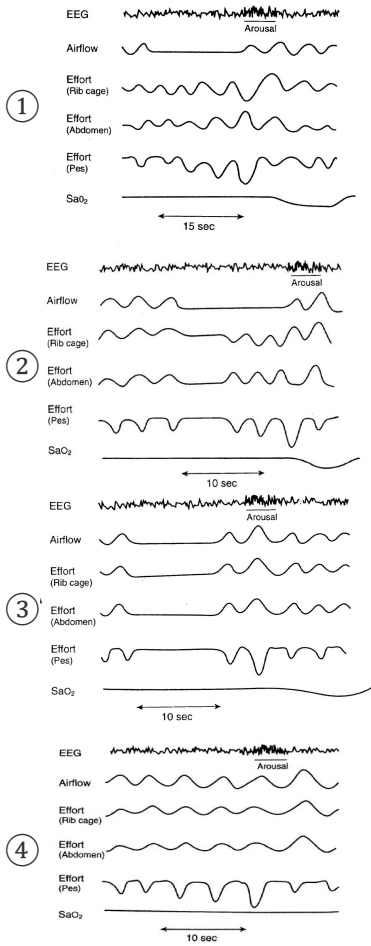 EEG
Arousal
Airflow
Effort
(Rib cage)
1
Effort
(Abdomen)
Effort
(Pes)
SaO₂
15 sec
EEG
Arousal
Airflow
Effort
(Rib cage)
2
Effort
(Abdomen)
Effort
(Pes)
SaO₂
10 sec
EEG
Arousal
Airflow
Effort
(Rib cage)
3
Effort
(Abdomen)
Effort
(Pes)
SaO₂
10 sec
EEG
Arousal
Airflow
Effort
(Rib cage)
4
Effort
(Abdomen)
Effort
(Pes)
SaO₂
10 sec